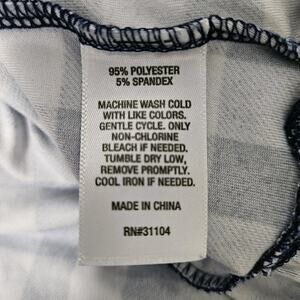 95% POLYESTER
5% SPANDEX
MACHINE WASH COLD
WITH LIKE COLORS.
GENTLE CYCLE. ONLY
NON-CHLORINE
BLEACH IF NEEDED.
TUMBLE DRY LOW,
REMOVE PROMPTLY.
COOL IRON IF NEEDED.
MADE IN CHINA
RN#31104